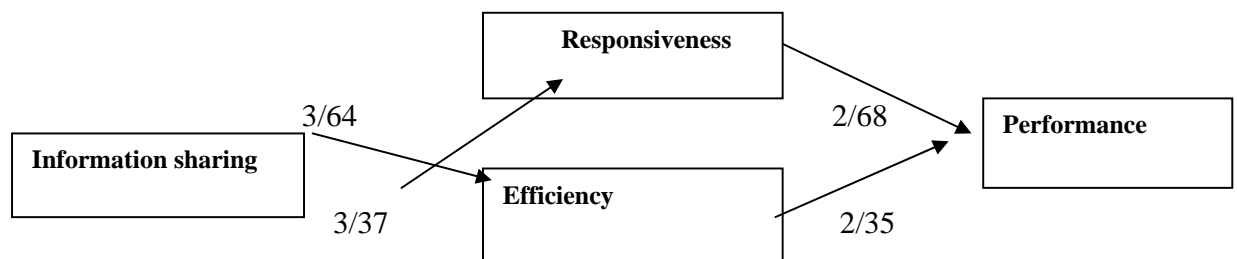 Responsiveness
3/64
2/68
Performance
Information sharing
Efficiency
3/37
2/35